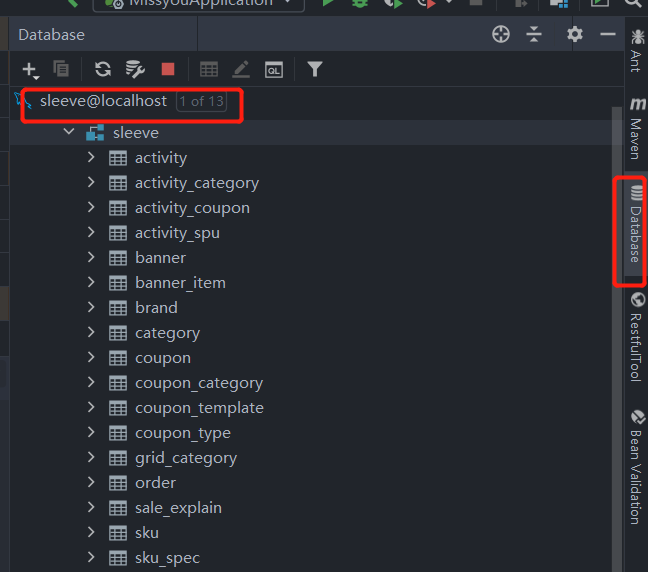 MissyouApplication
Database
QL
sleeve@localhost 1 of 13
sleeve
activity
activity_category
activity_coupon
activity_spu
banner
banner_item
brand
category
coupon
coupon_category
coupon_template
coupon_type
grid_category
order
sale_explain
sku
sku_spec
Ant
m Maven
Database
RestfulTool
Bean Validation